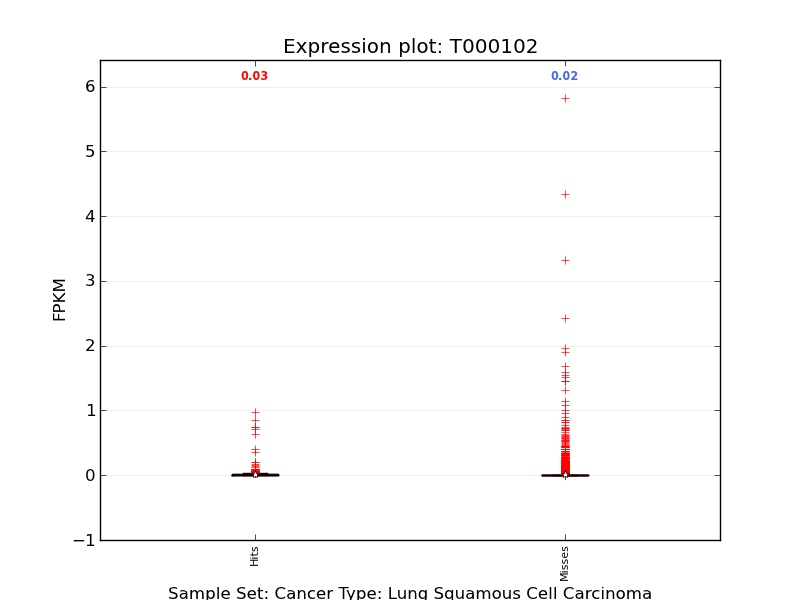 Expression plot: T000102
0.03
0.02
6
5
4
3
2
1
0
−1
FPKM
Hits
Misses
Sample Set: Cancer Type: Lung Squamous Cell Carcinoma